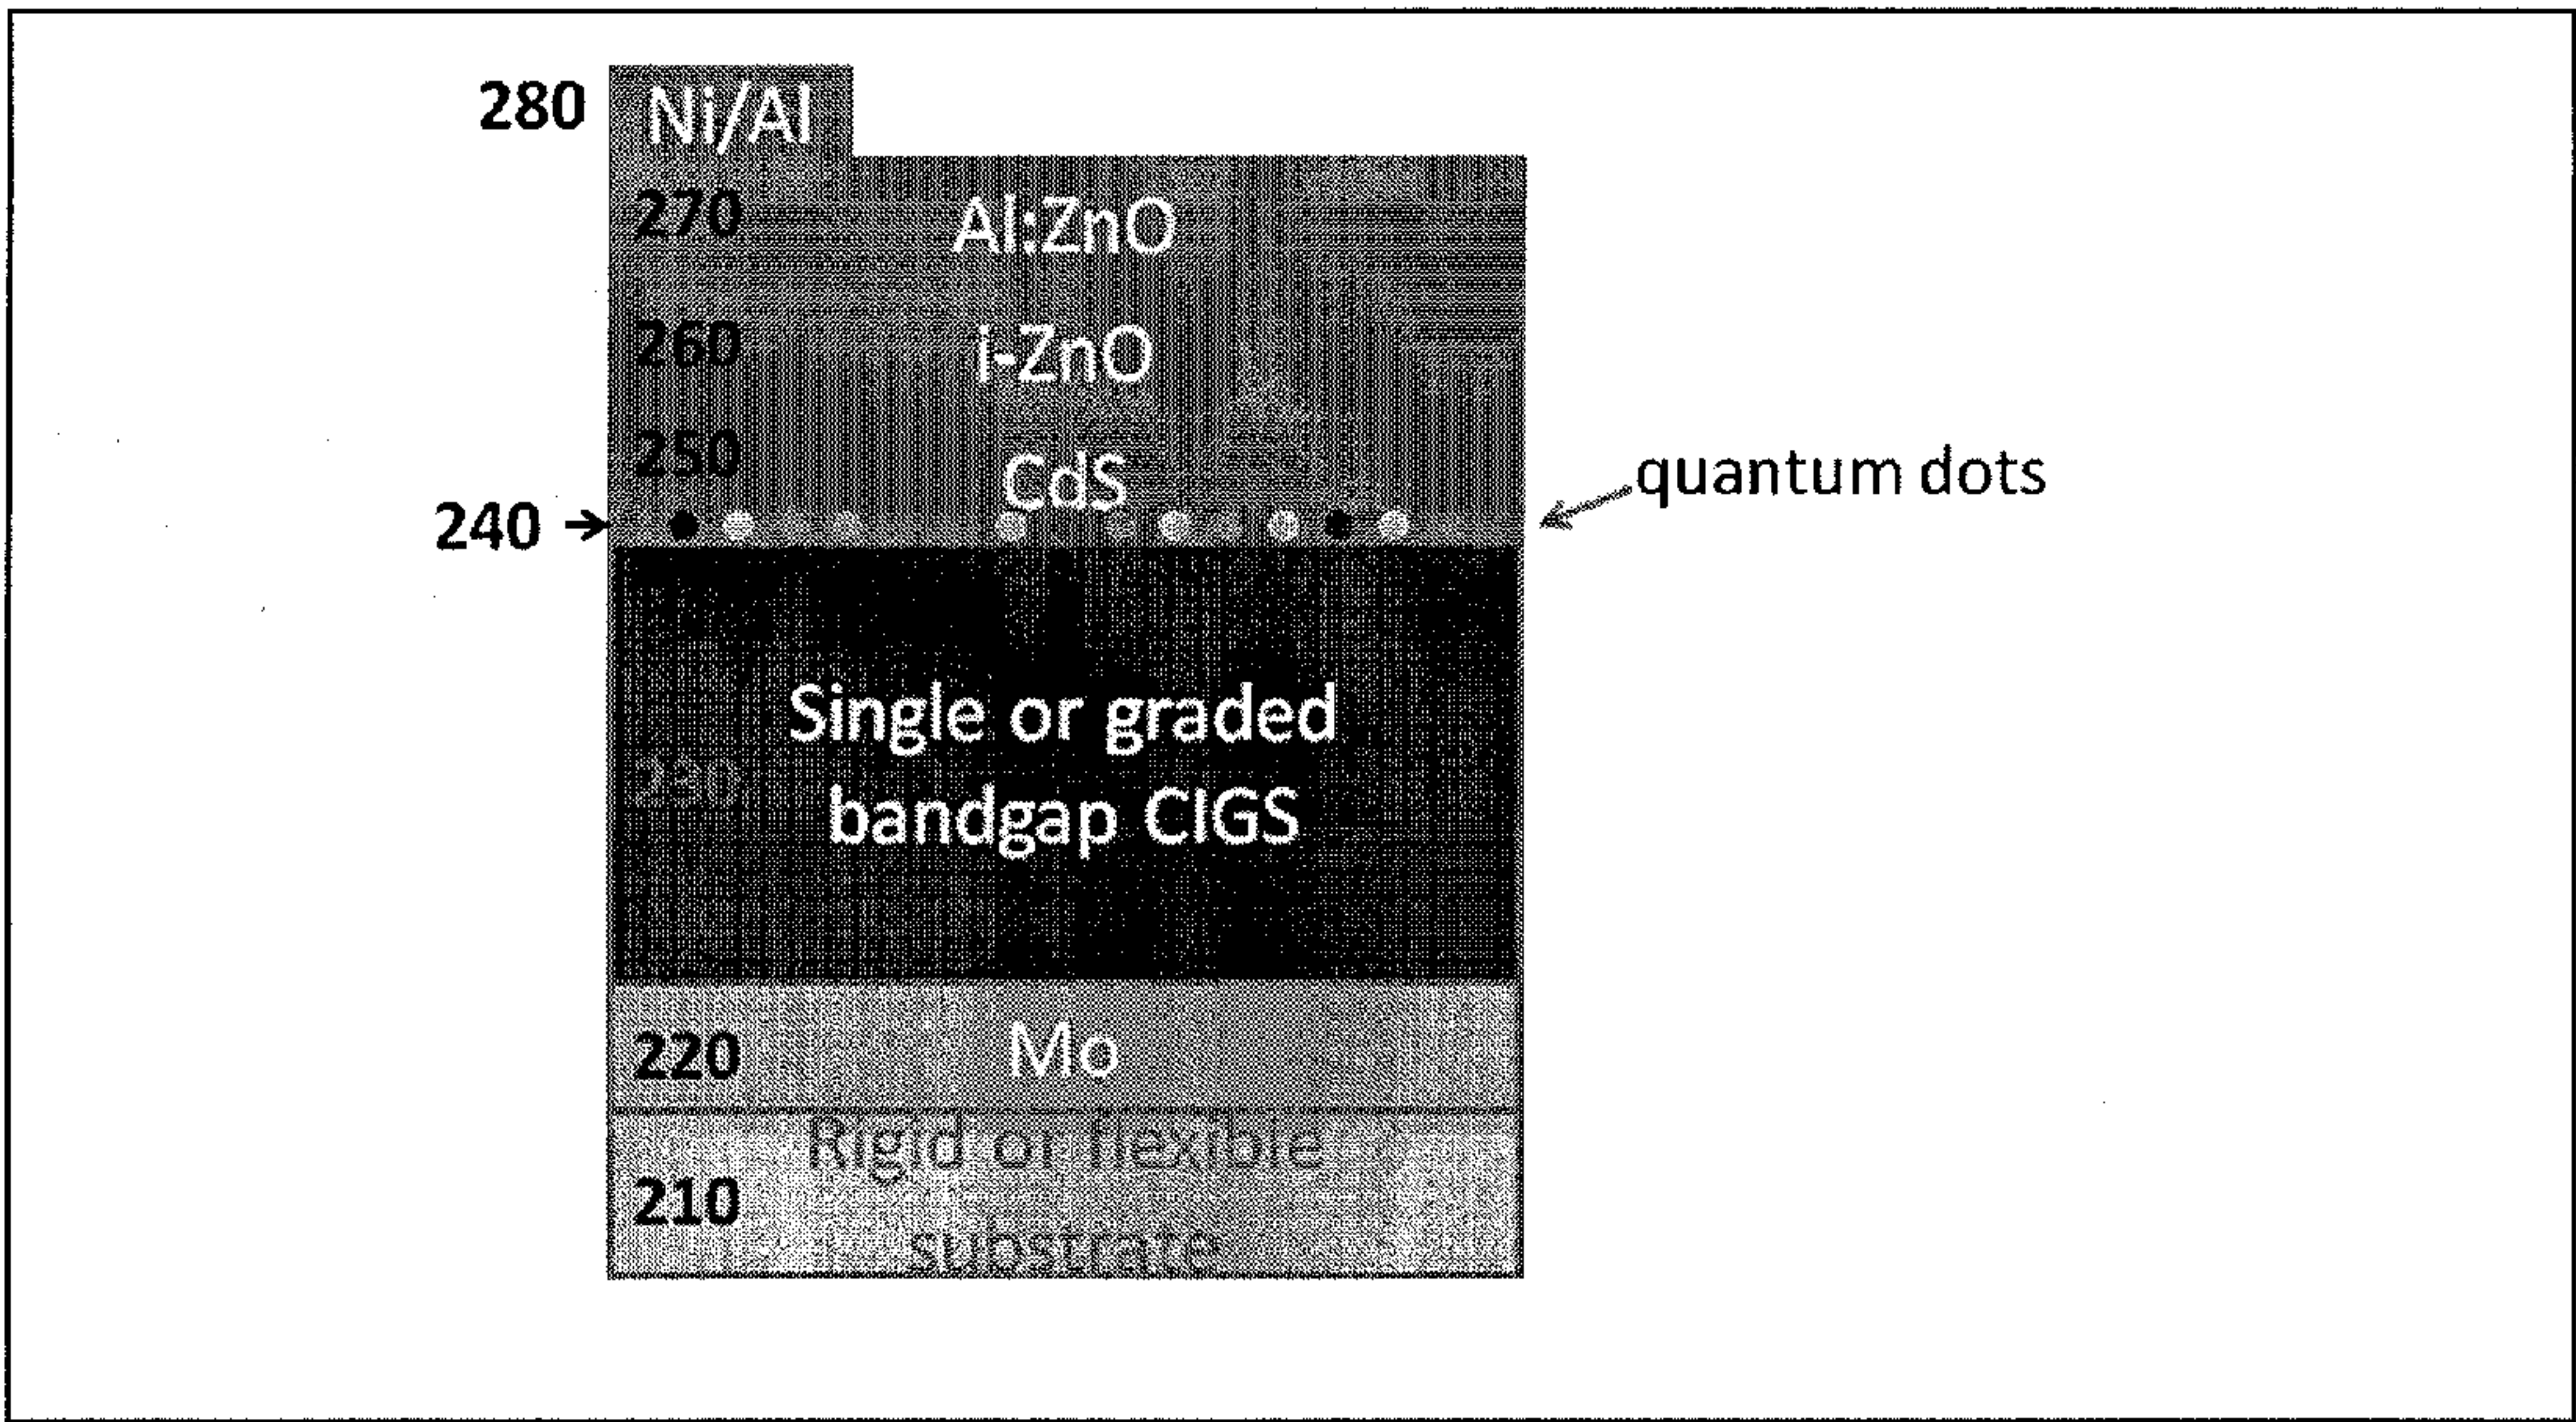 280 Ni/Al
270 Al:ZnO
260 i-ZnO
250 CdS
quantum dots
240
Single or graded
230
bandgap CIGS
220 Mo
Rigid or flexible
210
substrate